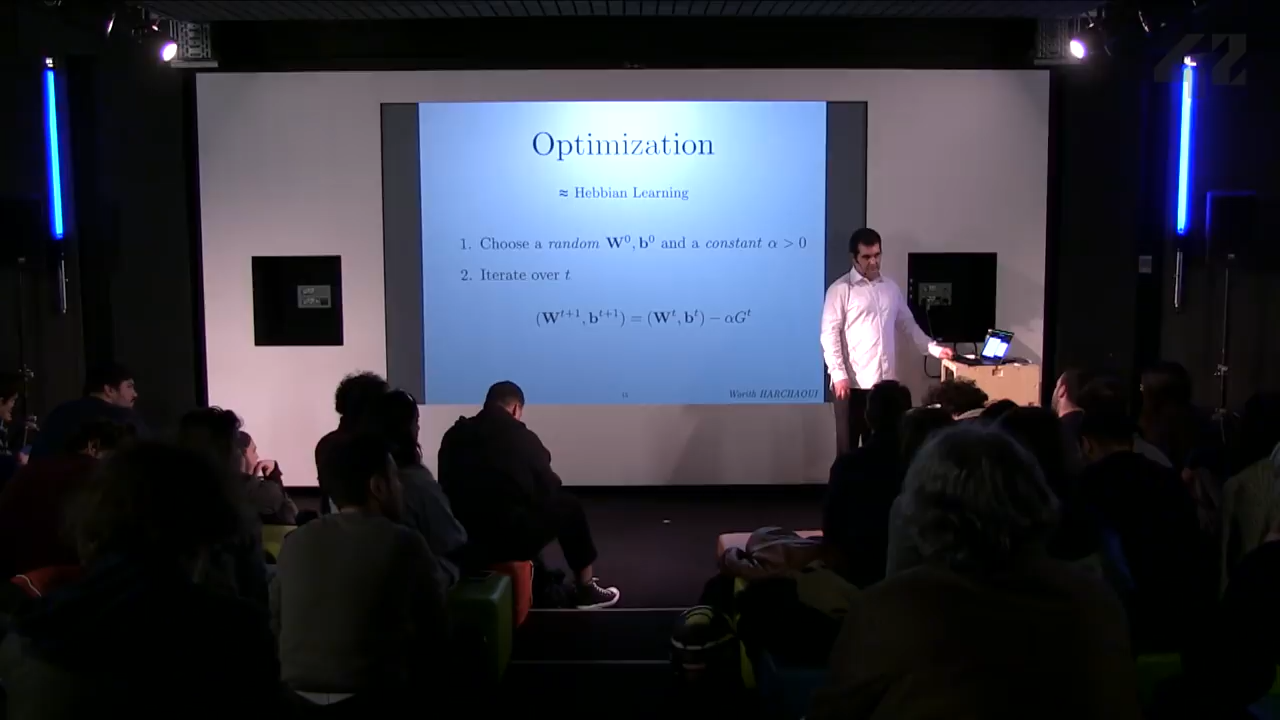 42
Optimization
≈ Hebbian Learning
1. Choose a random W⁰, b⁰ and a constant α > 0
2. Iterate over t
(Wᵗ⁺¹, bᵗ⁺¹) = (Wᵗ, bᵗ) − αGᵗ
Warith HARCHAOUI